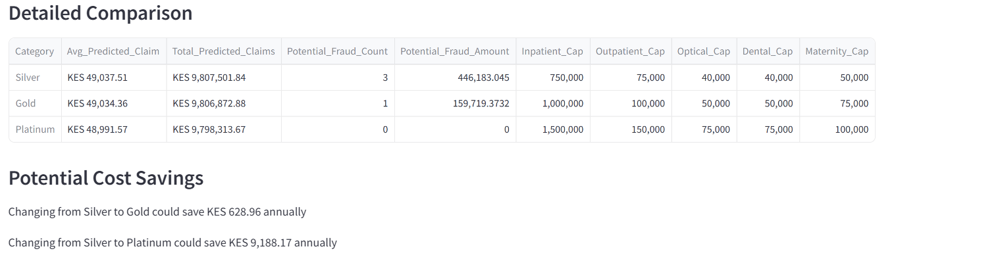 Detailed Comparison
Category Avg_Predicted_Claim Total_Predicted_Claims Potential_Fraud_Count Potential_Fraud_Amount Inpatient_Cap Outpatient_Cap Optical_Cap Dental_Cap Maternity_Cap
Silver KES 49,037.51 KES 9,807,501.84 3 446,183.045 750,000 75,000 40,000 40,000 50,000
Gold KES 49,034.36 KES 9,806,872.88 1 159,719.3732 1,000,000 100,000 50,000 50,000 75,000
Platinum KES 48,991.57 KES 9,798,313.67 0 0 1,500,000 150,000 75,000 75,000 100,000
Potential Cost Savings
Changing from Silver to Gold could save KES 628.96 annually
Changing from Silver to Platinum could save KES 9,188.17 annually